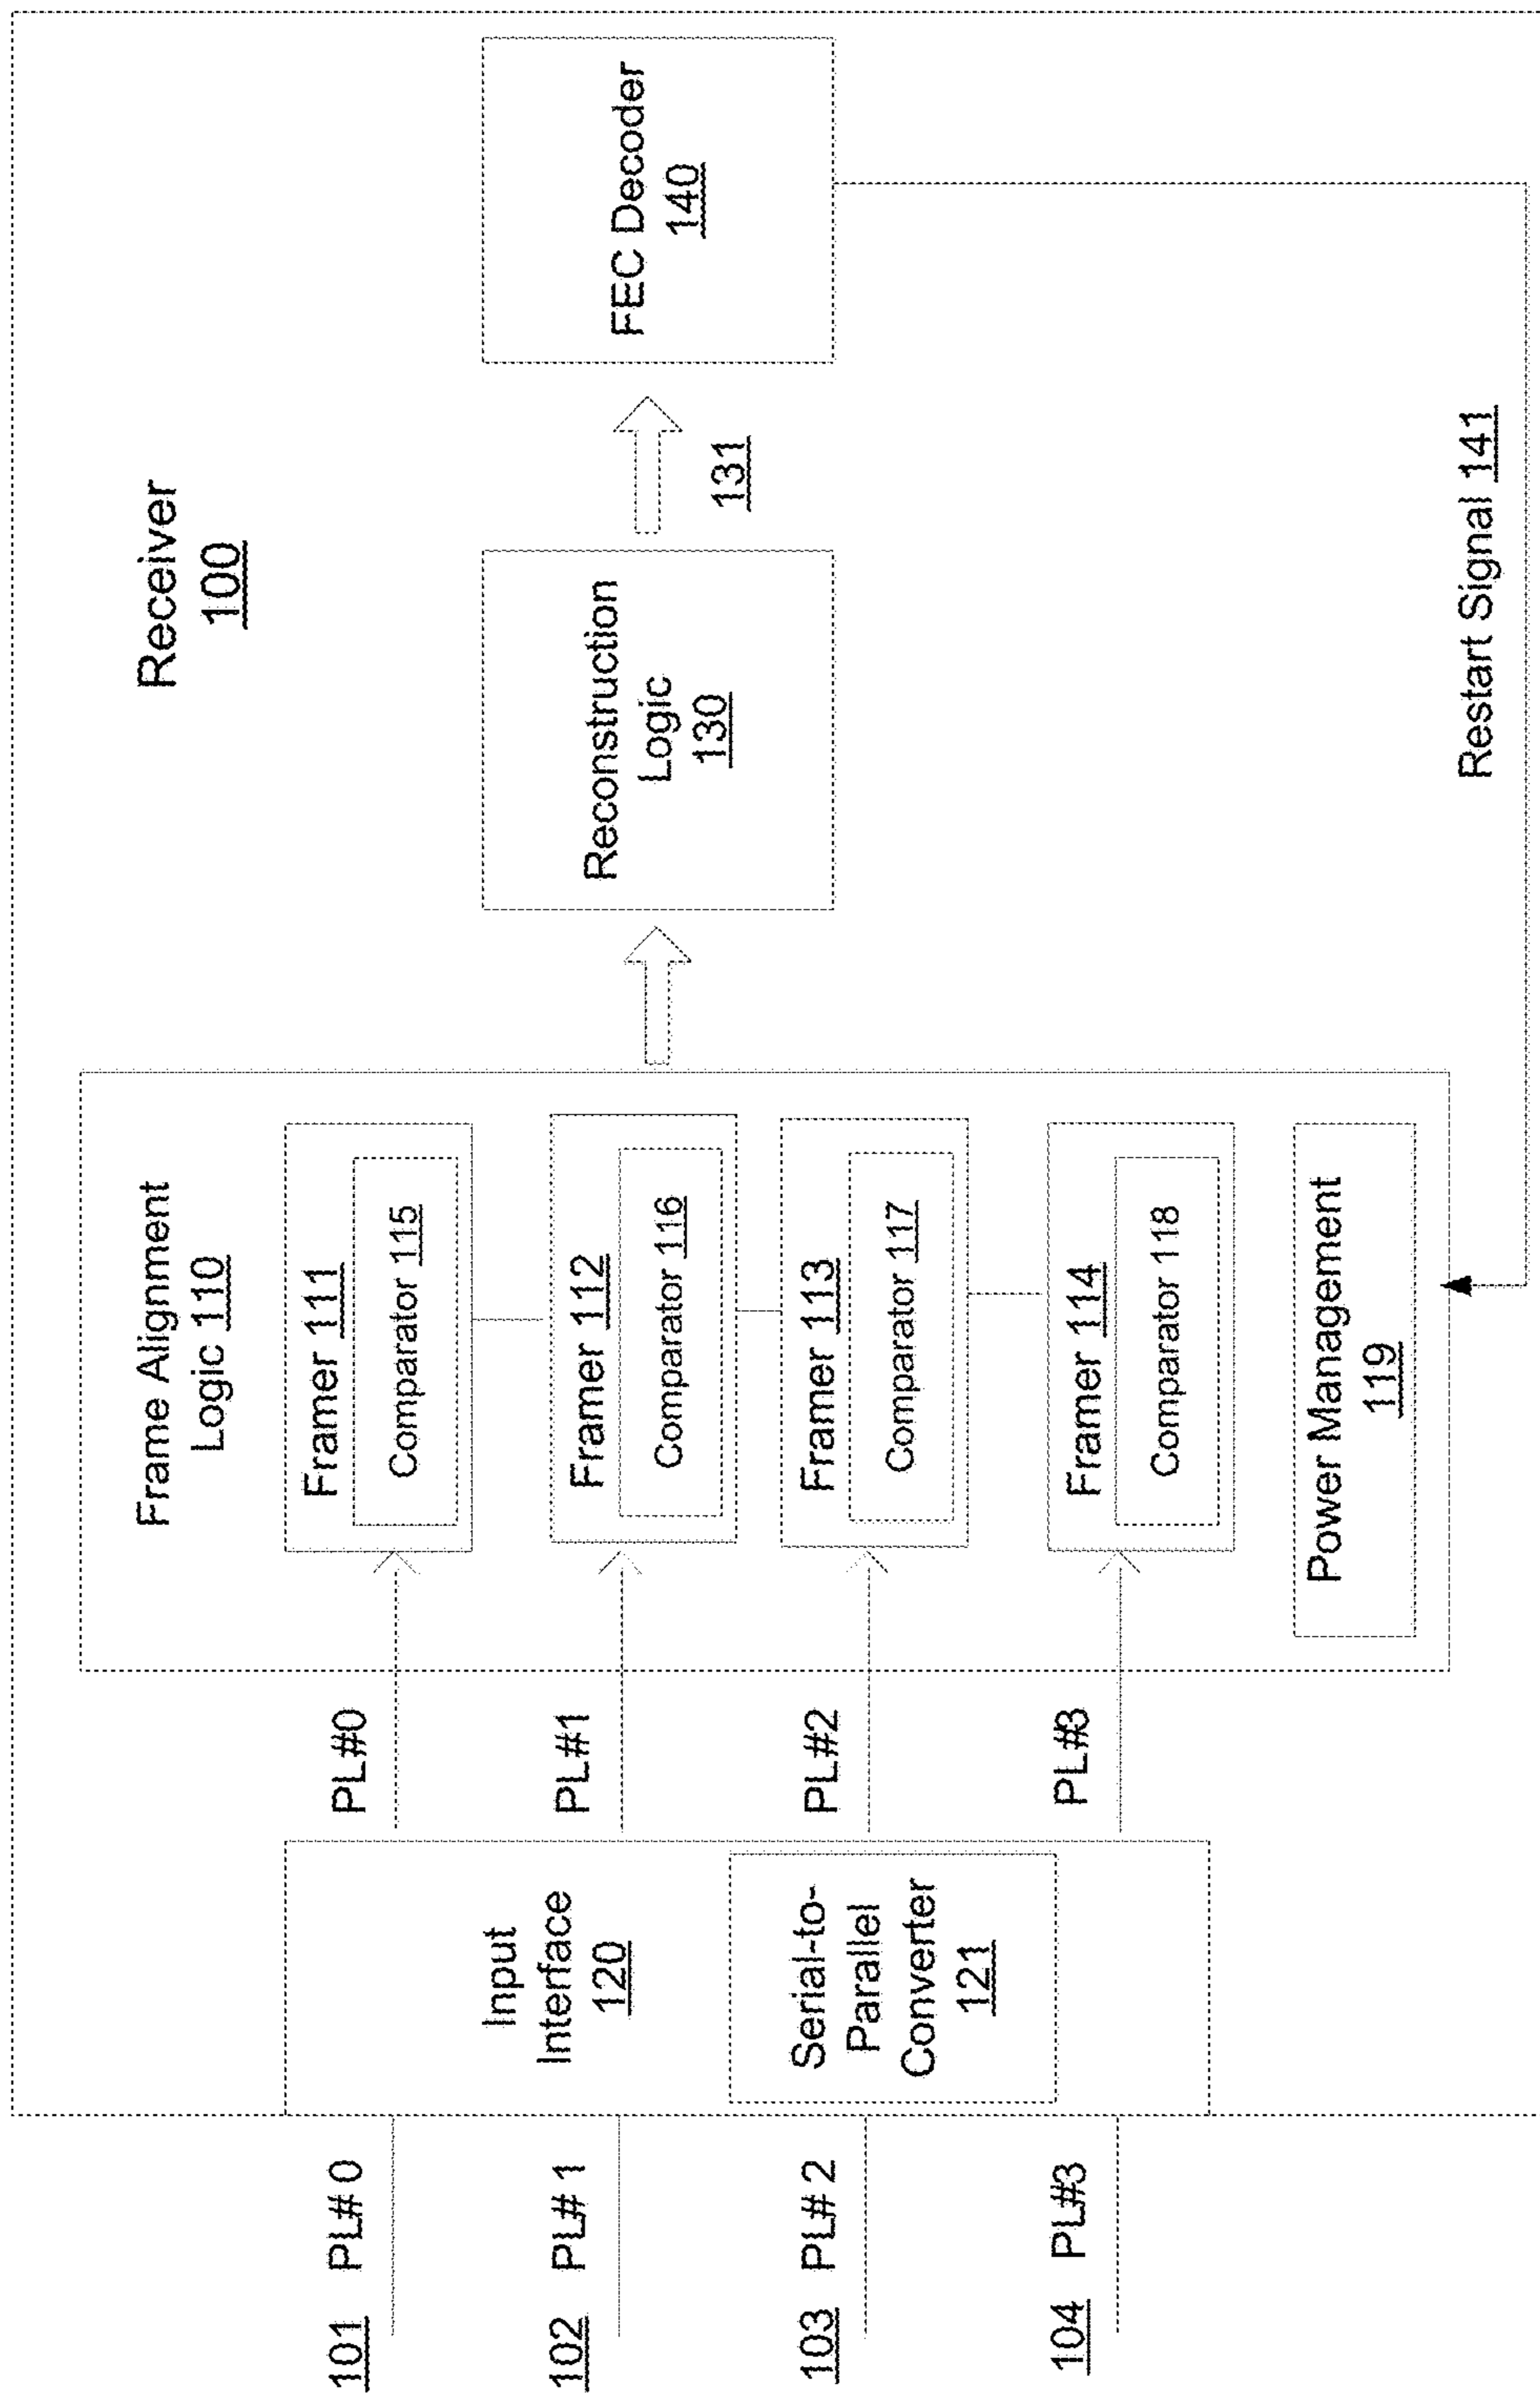 Receiver
100
101 PL# 0
102 PL# 1
103 PL# 2
104 PL#3
Input
Interface
120
Serial-to-
Parallel
Converter
121
PL#0
PL#1
PL#2
PL#3
Frame Alignment
Logic 110
Framer 111
Comparator 115
Framer 112
Comparator 116
Framer 113
Comparator 117
Framer 114
Comparator 118
Power Management
119
Reconstruction
Logic
130
131
FEC Decoder
140
Restart Signal 141